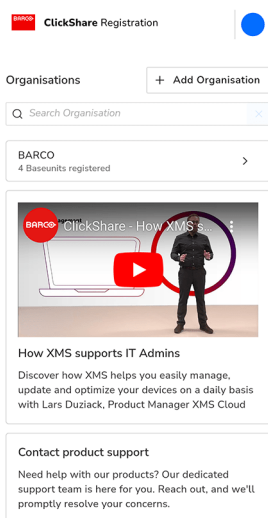 BARCO
ClickShare Registration
Organisations
+ Add Organisation
Search Organisation
BARCO
4 Baseunits registered
BARCO
ClickShare - How XMS s...
How XMS supports IT Admins
Discover how XMS helps you easily manage,
update and optimize your devices on a daily basis
with Lars Duziack, Product Manager XMS Cloud
Contact product support
Need help with our products? Our dedicated
support team is here for you. Reach out, and we'll
promptly resolve your concerns.